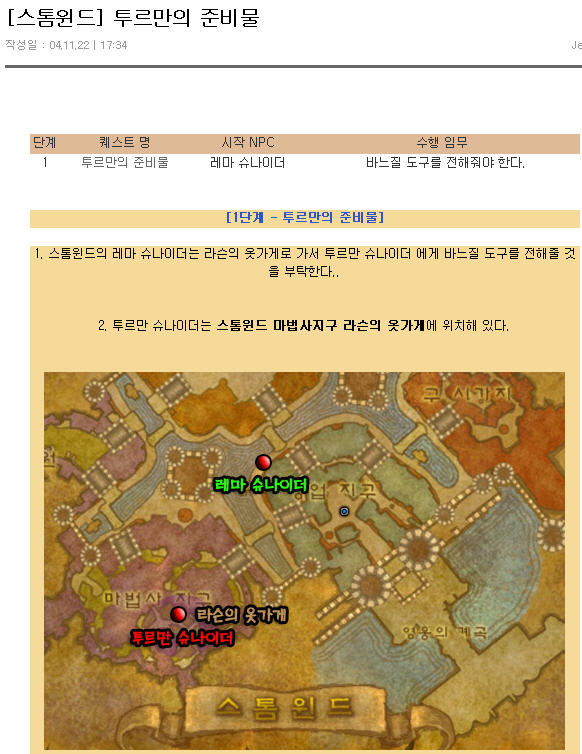 [스톰윈드] 투르만의 준비물
작성일 : 04.11.22 | 17:34
Je
단계 퀘스트 명 시작 NPC 수행 임무
1 투르만의 준비물 레마 슈나이더 바느질 도구를 전해줘야 한다.
[1단계 - 투르만의 준비물]
1. 스톰윈드의 레마 슈나이더는 라슨의 옷가게로 가서 투르만 슈나이더 에게 바느질 도구를 전해줄 것
을 부탁한다..
2. 투르만 슈나이더는 스톰윈드 마법사지구 라슨의 옷가게에 위치해 있다.
구 시가지
원
레마 슈나이더
상업 지구
마법사 지구
라슨의 옷가게
투르만 슈나이더
영웅의 계곡
스톰윈드